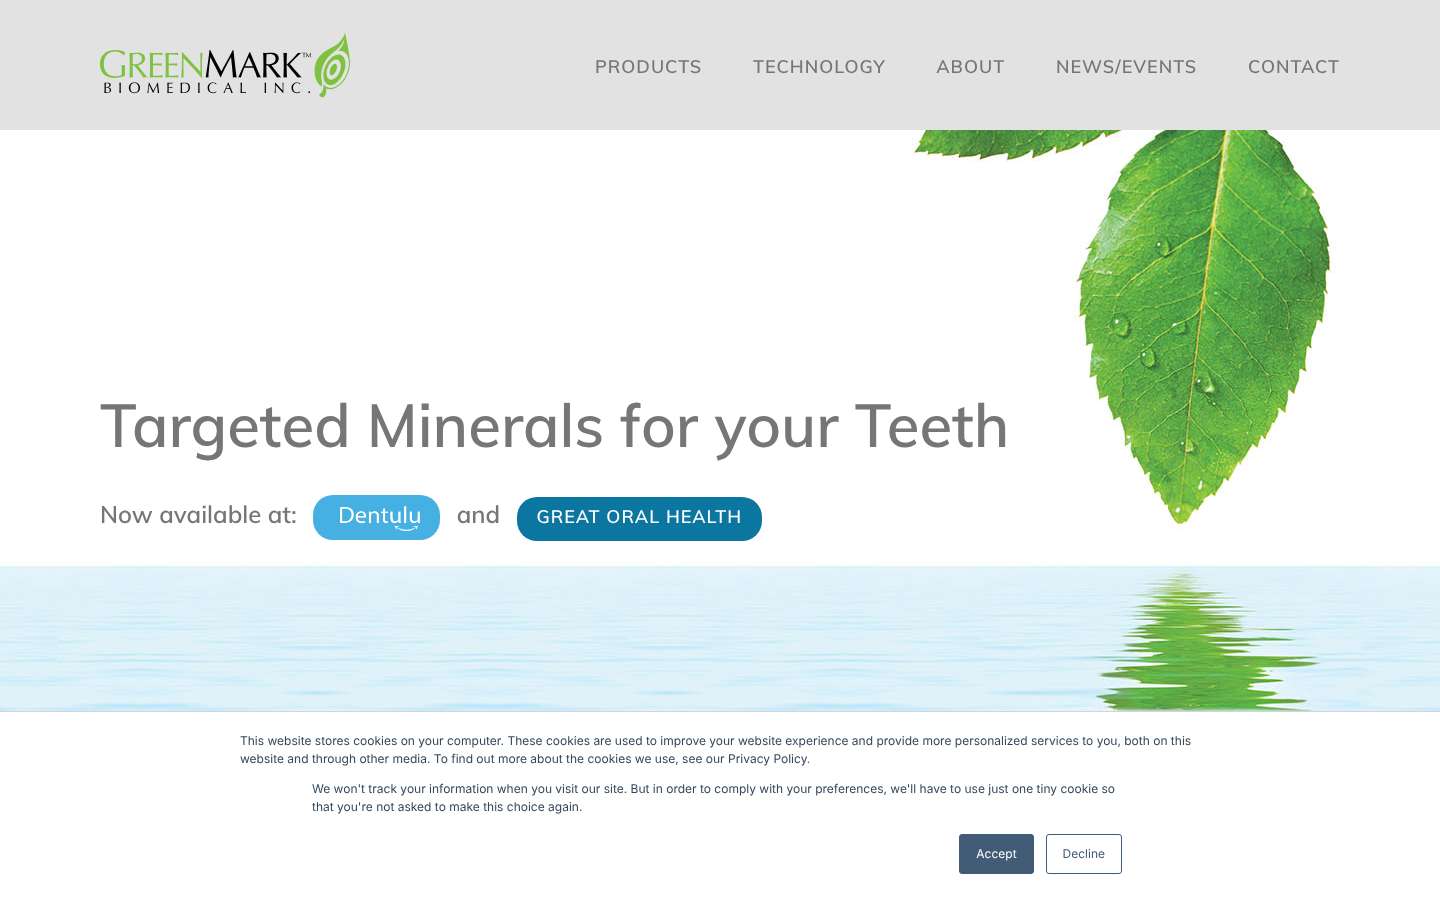 GREENMARK™
BIOMEDICAL INC.
PRODUCTS
TECHNOLOGY
ABOUT
NEWS/EVENTS
CONTACT
Targeted Minerals for your Teeth
Now available at: Dentulu and GREAT ORAL HEALTH
This website stores cookies on your computer. These cookies are used to improve your website experience and provide more personalized services to you, both on this
website and through other media. To find out more about the cookies we use, see our Privacy Policy.
We won't track your information when you visit our site. But in order to comply with your preferences, we'll have to use just one tiny cookie so
that you're not asked to make this choice again.
Accept
Decline